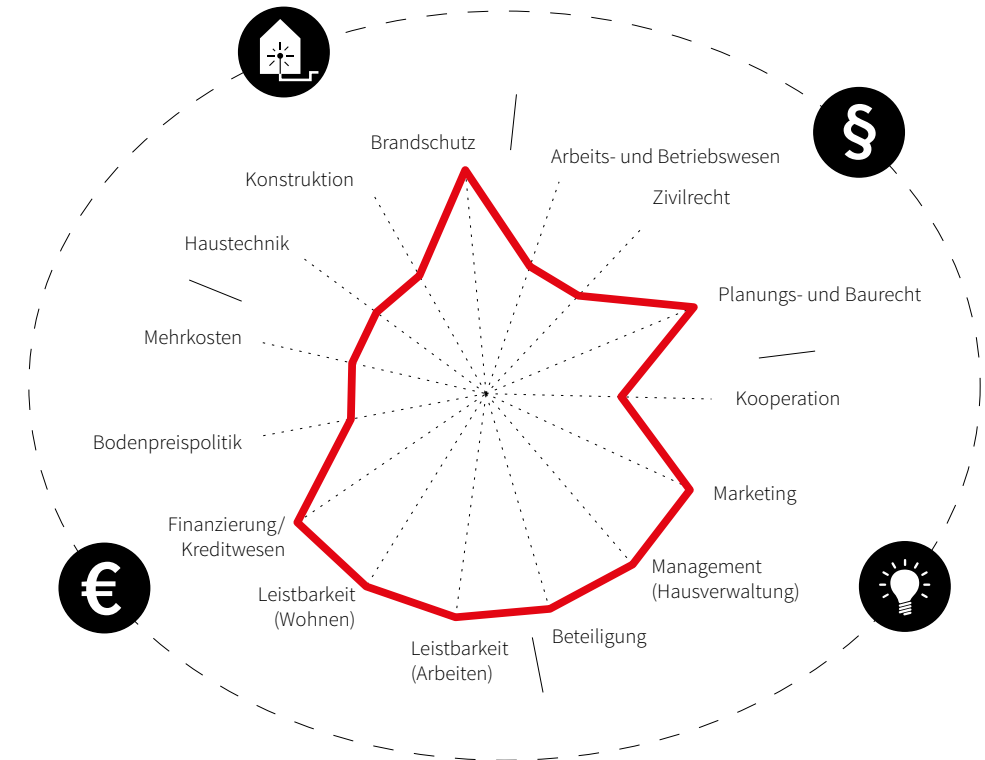 §
Brandschutz
Arbeits- und Betriebswesen
Konstruktion
Zivilrecht
Haustechnik
Planungs- und Baurecht
Mehrkosten
Kooperation
Bodenpreispolitik
Marketing
Finanzierung/
Kreditwesen
Management
(Hausverwaltung)
€
Leistbarkeit
(Wohnen)
Beteiligung
Leistbarkeit
(Arbeiten)